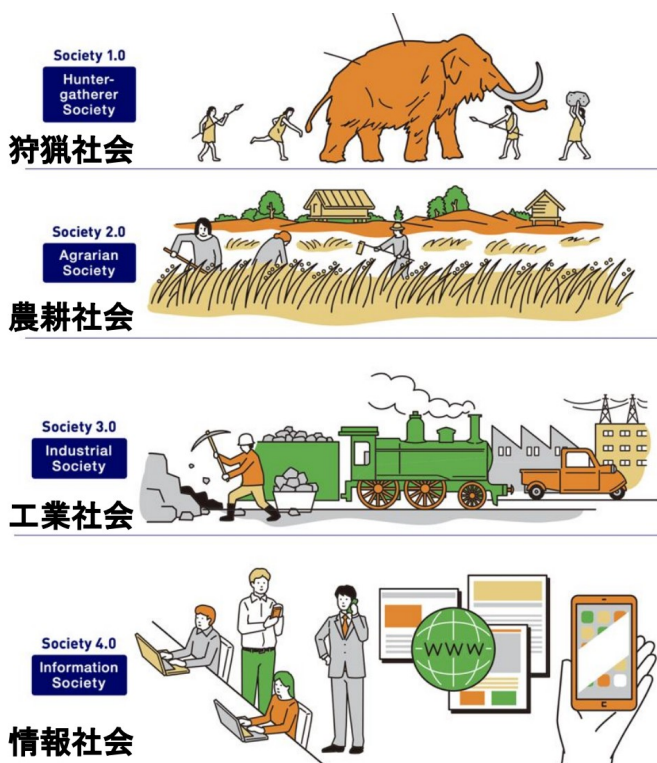 Society 1.0
Hunter-
gatherer
Society
狩猟社会
Society 2.0
Agrarian
Society
農耕社会
Society 3.0
Industrial
Society
工業社会
Society 4.0
Information
Society
情報社会
WWW